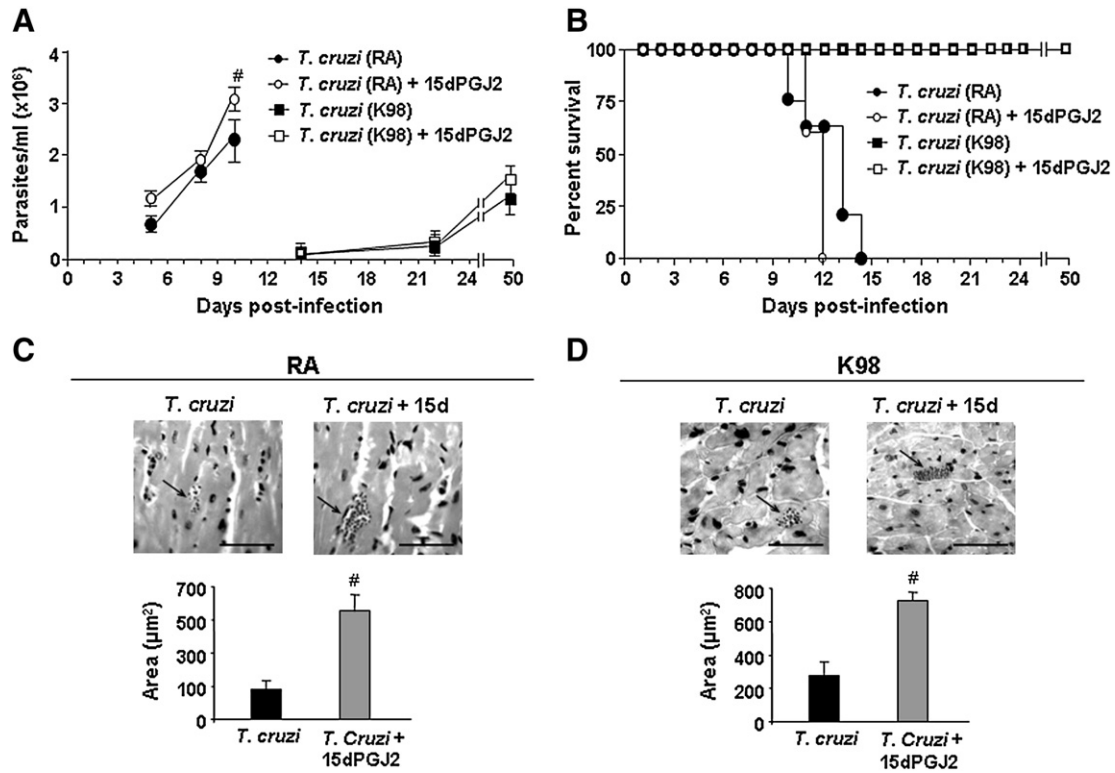 A
Parasites/ml (x10⁶)
4
3
2
1
0
#
T. cruzi (RA)
T. cruzi (RA) + 15dPGJ2
T. cruzi (K98)
T. cruzi (K98) + 15dPGJ2
0 3 6 9 12 15 18 21 24 50
Days post-infection
B
Percent survival
100
75
50
25
0
T. cruzi (RA)
T. cruzi (RA) + 15dPGJ2
T. cruzi (K98)
T. cruzi (K98) + 15dPGJ2
0 3 6 9 12 15 18 21 24 50
Days post-infection
C
RA
T. cruzi
T. cruzi + 15d
Area (μm²)
700
500
300
100
0
#
T. cruzi
T. Cruzi +
15dPGJ2
D
K98
T. cruzi
T. cruzi + 15d
Area (μm²)
800
600
400
200
0
#
T. cruzi
T. Cruzi +
15dPGJ2